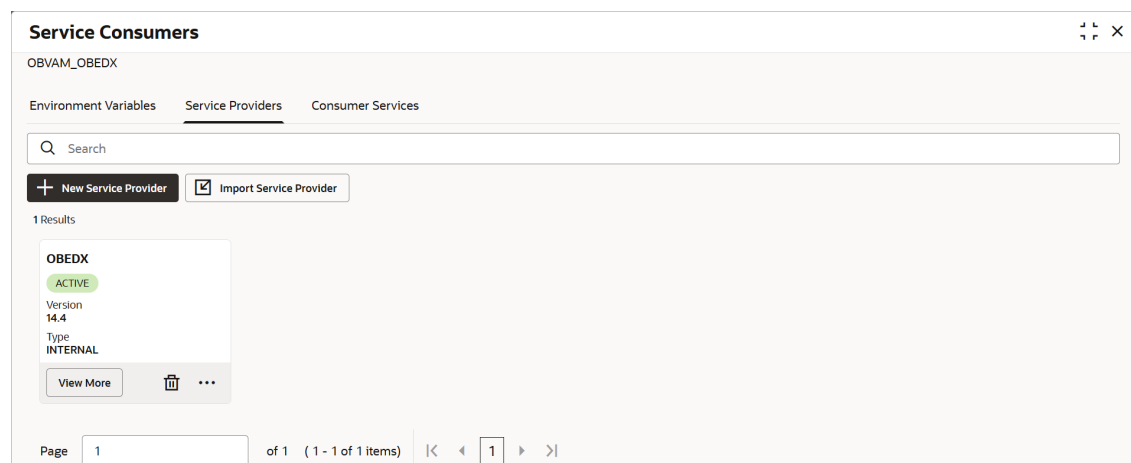 Service Consumers
OBVAM_OBEDX
Environment Variables Service Providers Consumer Services
Search
New Service Provider Import Service Provider
1 Results
OBEDX
ACTIVE
Version
14.4
Type
INTERNAL
View More
Page 1 of 1 ( 1 - 1 of 1 items) 1